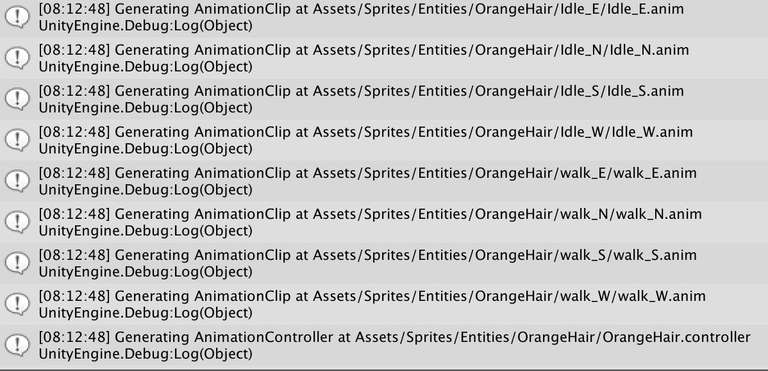 [08:12:48] Generating AnimationClip at Assets/Sprites/Entities/OrangeHair/Idle_E/Idle_E.anim
UnityEngine.Debug:Log(Object)
[08:12:48] Generating AnimationClip at Assets/Sprites/Entities/OrangeHair/Idle_N/Idle_N.anim
UnityEngine.Debug:Log(Object)
[08:12:48] Generating AnimationClip at Assets/Sprites/Entities/OrangeHair/Idle_S/Idle_S.anim
UnityEngine.Debug:Log(Object)
[08:12:48] Generating AnimationClip at Assets/Sprites/Entities/OrangeHair/Idle_W/Idle_W.anim
UnityEngine.Debug:Log(Object)
[08:12:48] Generating AnimationClip at Assets/Sprites/Entities/OrangeHair/walk_E/walk_E.anim
UnityEngine.Debug:Log(Object)
[08:12:48] Generating AnimationClip at Assets/Sprites/Entities/OrangeHair/walk_N/walk_N.anim
UnityEngine.Debug:Log(Object)
[08:12:48] Generating AnimationClip at Assets/Sprites/Entities/OrangeHair/walk_S/walk_S.anim
UnityEngine.Debug:Log(Object)
[08:12:48] Generating AnimationClip at Assets/Sprites/Entities/OrangeHair/walk_W/walk_W.anim
UnityEngine.Debug:Log(Object)
[08:12:48] Generating AnimationController at Assets/Sprites/Entities/OrangeHair/OrangeHair.controller
UnityEngine.Debug:Log(Object)